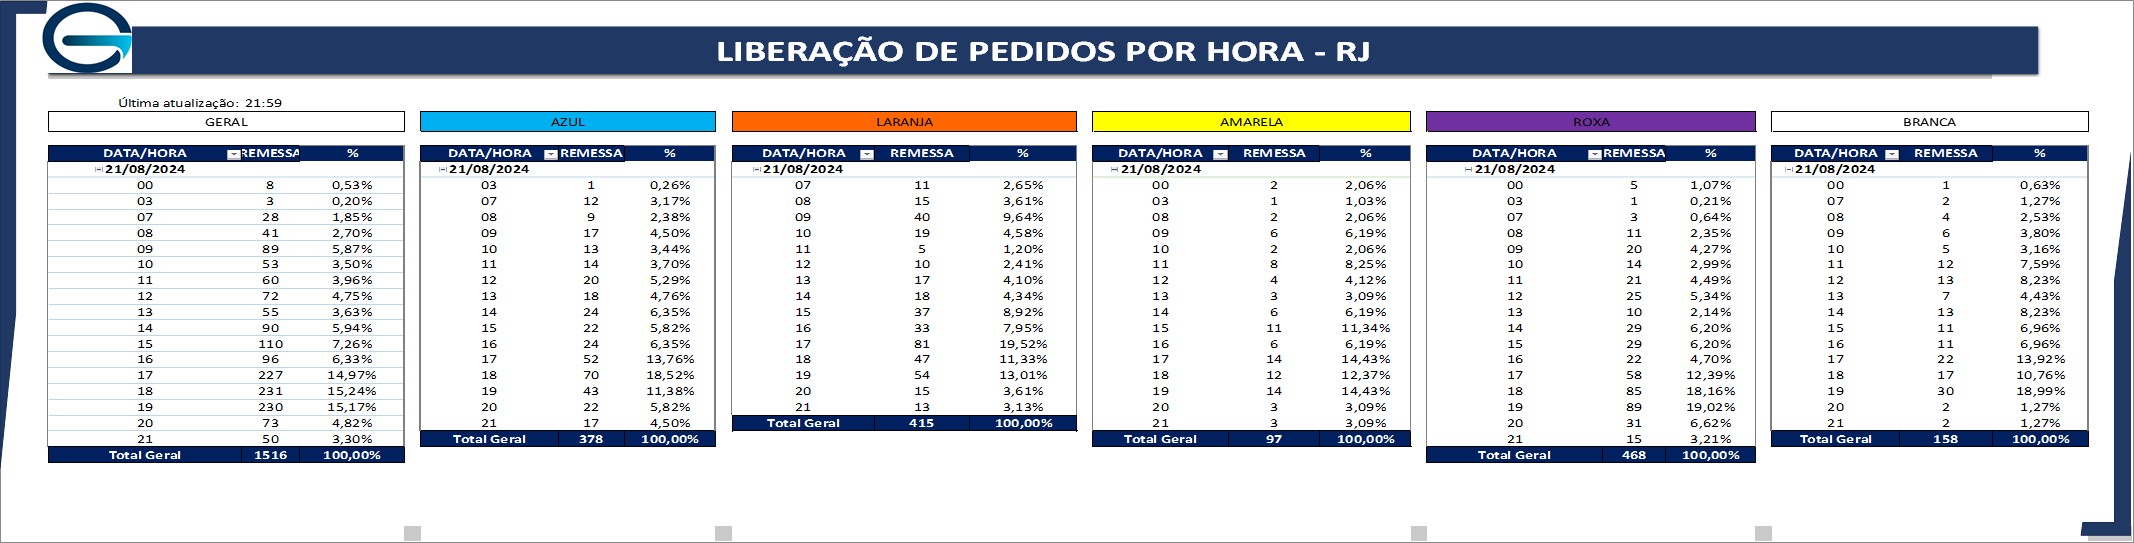 LIBERAÇÃO DE PEDIDOS POR HORA - RJ
Última atualização: 21:59
GERAL
DATA/HORA REMESSA %
21/08/2024
00 8 0,53%
03 3 0,20%
07 28 1,85%
08 41 2,70%
09 89 5,87%
10 53 3,50%
11 60 3,96%
12 72 4,75%
13 55 3,63%
14 90 5,94%
15 110 7,26%
16 96 6,33%
17 227 14,97%
18 231 15,24%
19 230 15,17%
20 73 4,82%
21 50 3,30%
Total Geral 1516 100,00%
AZUL
DATA/HORA REMESSA %
21/08/2024
03 1 0,26%
07 12 3,17%
08 9 2,38%
09 17 4,50%
10 13 3,44%
11 14 3,70%
12 20 5,29%
13 18 4,76%
14 24 6,35%
15 22 5,82%
16 24 6,35%
17 52 13,76%
18 70 18,52%
19 43 11,38%
20 22 5,82%
21 17 4,50%
Total Geral 378 100,00%
LARANJA
DATA/HORA REMESSA %
21/08/2024
07 11 2,65%
08 15 3,61%
09 40 9,64%
10 19 4,58%
11 5 1,20%
12 10 2,41%
13 17 4,10%
14 18 4,34%
15 37 8,92%
16 33 7,95%
17 81 19,52%
18 47 11,33%
19 54 13,01%
20 15 3,61%
21 13 3,13%
Total Geral 415 100,00%
AMARELA
DATA/HORA REMESSA %
21/08/2024
00 2 2,06%
03 1 1,03%
08 2 2,06%
09 6 6,19%
10 2 2,06%
11 8 8,25%
12 4 4,12%
13 3 3,09%
14 6 6,19%
15 11 11,34%
16 6 6,19%
17 14 14,43%
18 12 12,37%
19 14 14,43%
20 3 3,09%
21 3 3,09%
Total Geral 97 100,00%
ROXA
DATA/HORA REMESSA %
21/08/2024
00 5 1,07%
03 1 0,21%
07 3 0,64%
08 11 2,35%
09 20 4,27%
10 14 2,99%
11 21 4,49%
12 25 5,34%
13 10 2,14%
14 29 6,20%
15 29 6,20%
16 22 4,70%
17 58 12,39%
18 85 18,16%
19 89 19,02%
20 31 6,62%
21 15 3,21%
Total Geral 468 100,00%
BRANCA
DATA/HORA REMESSA %
21/08/2024
00 1 0,63%
07 2 1,27%
08 4 2,53%
09 6 3,80%
10 5 3,16%
11 12 7,59%
12 13 8,23%
13 7 4,43%
14 13 8,23%
15 11 6,96%
16 11 6,96%
17 22 13,92%
18 17 10,76%
19 30 18,99%
20 2 1,27%
21 2 1,27%
Total Geral 158 100,00%